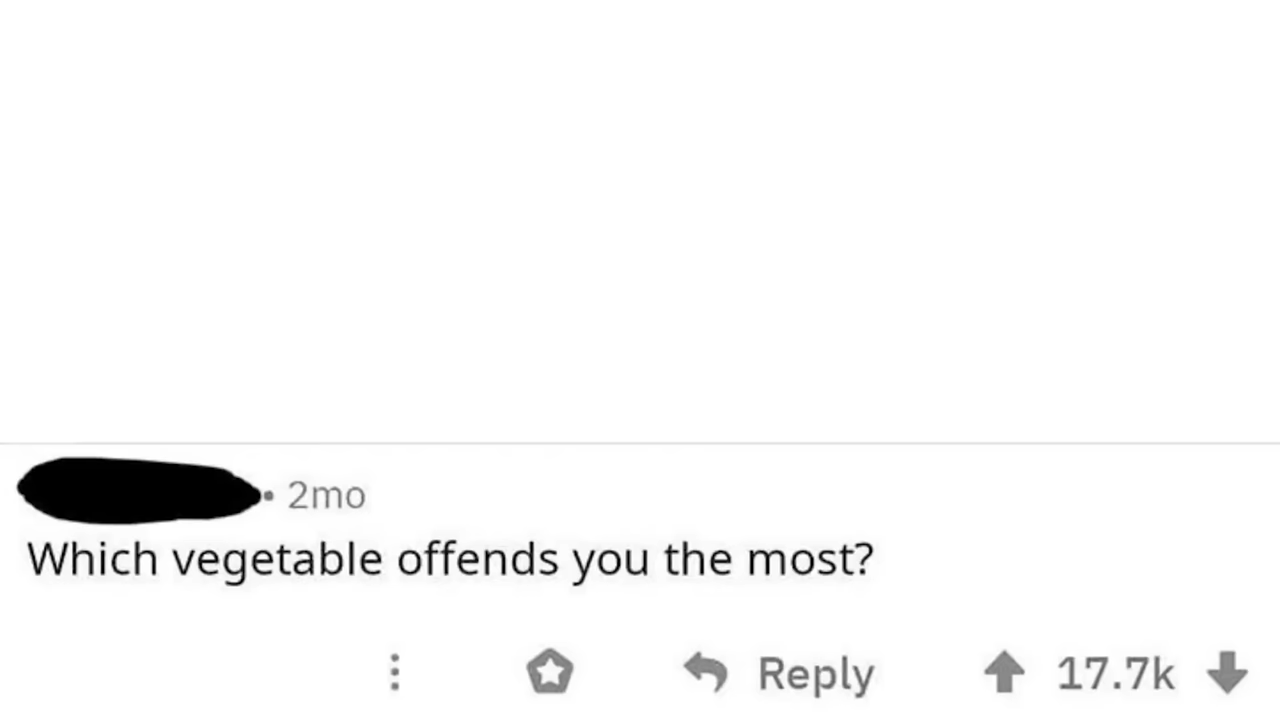 • 2mo
Which vegetable offends you the most?
Reply 17.7k